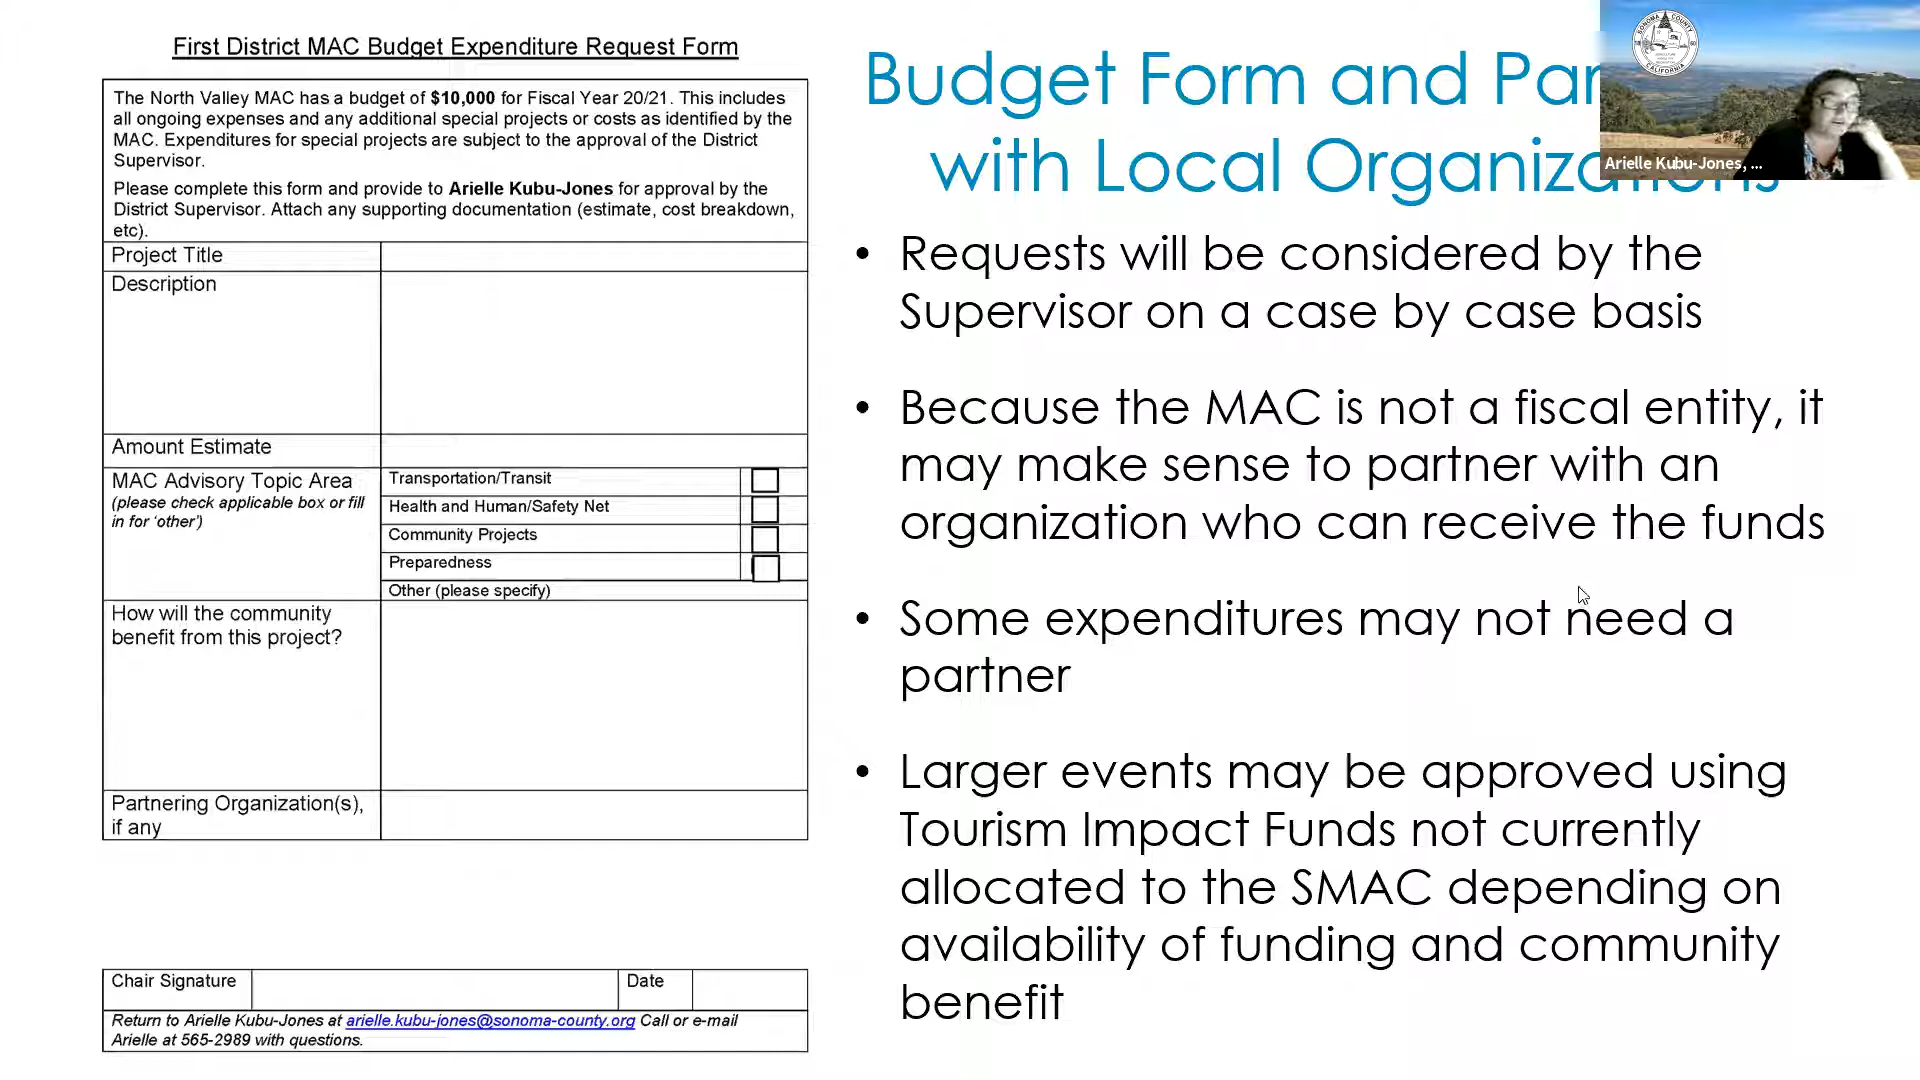 First District MAC Budget Expenditure Request Form
The North Valley MAC has a budget of $10,000 for Fiscal Year 20/21. This includes
all ongoing expenses and any additional special projects or costs as identified by the
MAC. Expenditures for special projects are subject to the approval of the District
Supervisor.
Please complete this form and provide to Arielle Kubu-Jones for approval by the
District Supervisor. Attach any supporting documentation (estimate, cost breakdown,
etc).
Project Title
Description
Amount Estimate
MAC Advisory Topic Area
(please check applicable box or fill
in for ‘other’)
Transportation/Transit
Health and Human/Safety Net
Community Projects
Preparedness
Other (please specify)
How will the community
benefit from this project?
Partnering Organization(s),
if any
Chair Signature
Date
Return to Arielle Kubu-Jones at arielle.kubu-jones@sonoma-county.org Call or e-mail
Arielle at 565-2989 with questions.
Budget Form and
with Local Organizations
• Requests will be considered by the
Supervisor on a case by case basis
• Because the MAC is not a fiscal entity, it
may make sense to partner with an
organization who can receive the funds
• Some expenditures may not need a
partner
• Larger events may be approved using
Tourism Impact Funds not currently
allocated to the SMAC depending on
availability of funding and community
benefit
SONOMA COUNTY
CALIFORNIA
Arielle Kubu-Jones, ...